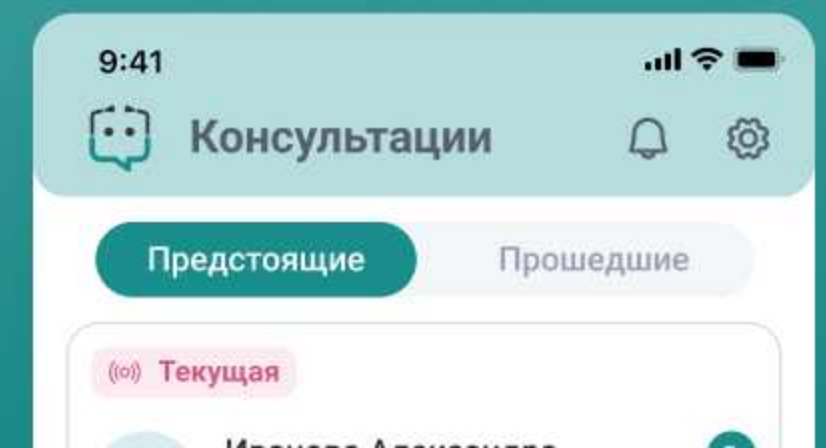 9:41
Консультации
Предстоящие Прошедшие
Текущая